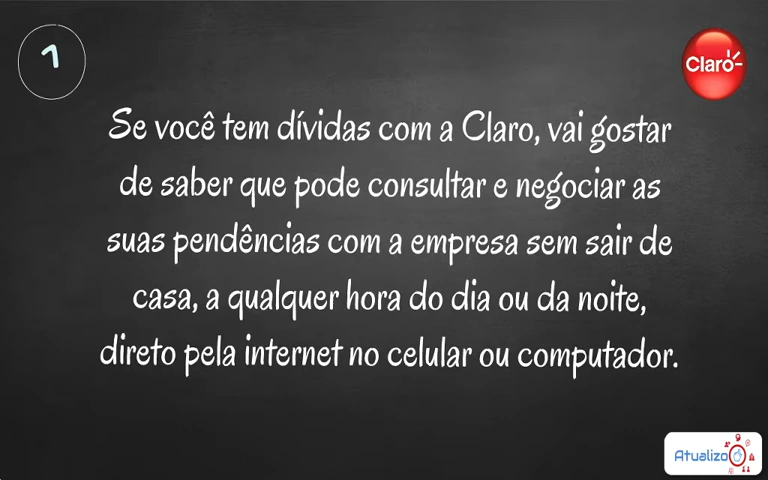 1
Claro
Se você tem dívidas com a Claro, vai gostar
de saber que pode consultar e negociar as
suas pendências com a empresa sem sair de
casa, a qualquer hora do dia ou da noite,
direto pela internet no celular ou computador.
Atualizo